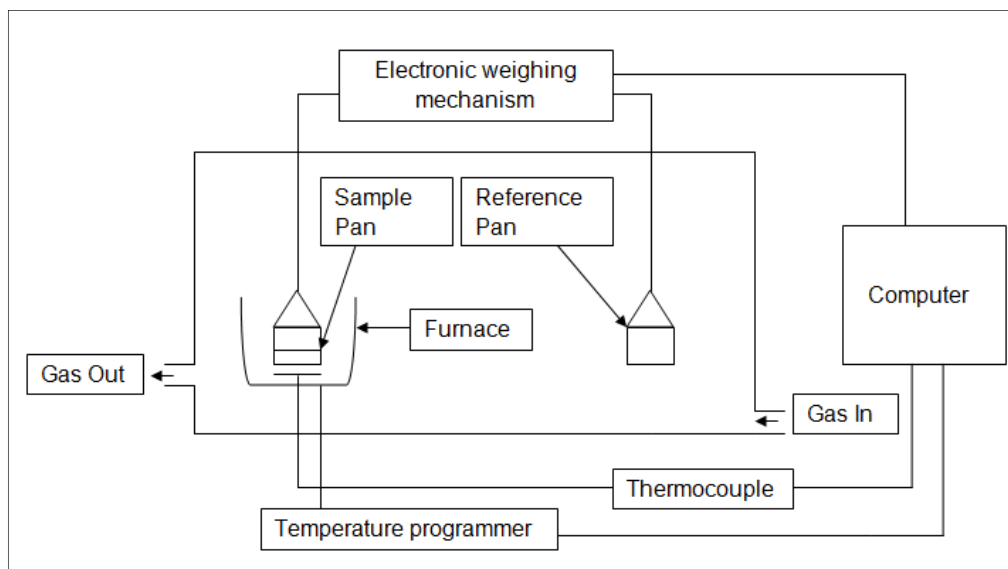 Electronic weighing
mechanism
Sample
Pan
Reference
Pan
Computer
Furnace
Gas Out
Gas In
Thermocouple
Temperature programmer